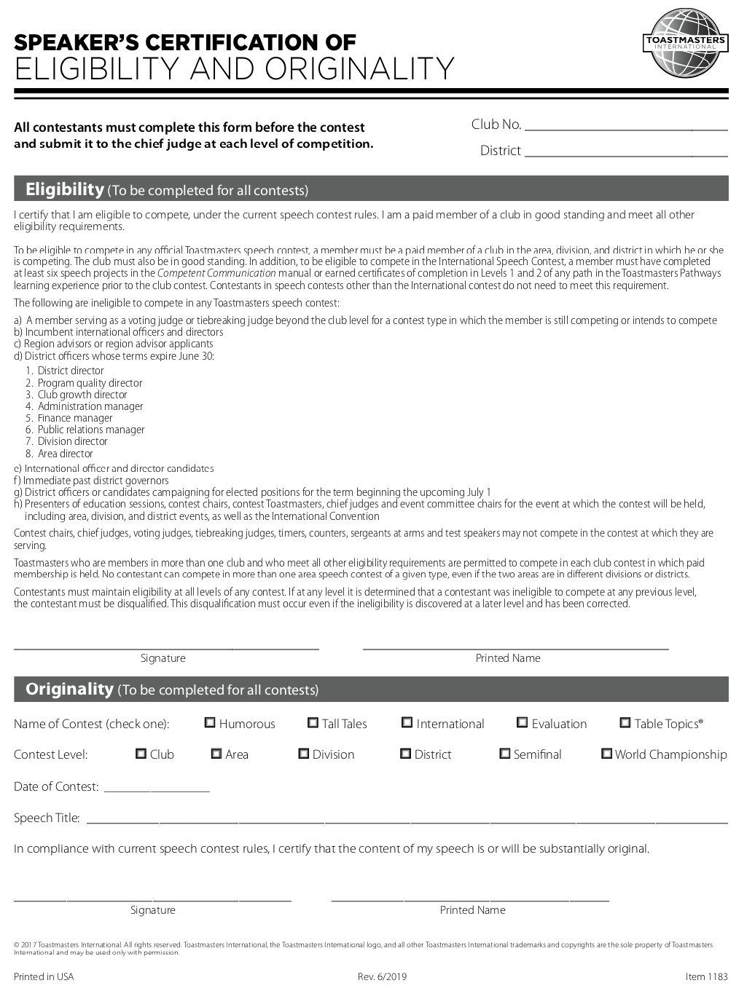 SPEAKER’S CERTIFICATION OF
ELIGIBILITY AND ORIGINALITY
TOASTMASTERS
INTERNATIONAL
All contestants must complete this form before the contest
and submit it to the chief judge at each level of competition.
Club No.
District
Eligibility (To be completed for all contests)
I certify that I am eligible to compete, under the current speech contest rules. I am a paid member of a club in good standing and meet all other
eligibility requirements.
To be eligible to compete in any official Toastmasters speech contest, a member must be a paid member of a club in the area, division, and district in which he or she
is competing. The club must also be in good standing. In addition, to be eligible to compete in the International Speech Contest, a member must have completed
at least six speech projects in the Competent Communication manual or earned certificates of completion in Levels 1 and 2 of any path in the Toastmasters Pathways
learning experience prior to the club contest. Contestants in speech contests other than the International contest do not need to meet this requirement.
The following are ineligible to compete in any Toastmasters speech contest:
a) A member serving as a voting judge or tiebreaking judge beyond the club level for a contest type in which the member is still competing or intends to compete
b) Incumbent international officers and directors
c) Region advisors or region advisor applicants
d) District officers whose terms expire June 30:
1. District director
2. Program quality director
3. Club growth director
4. Administration manager
5. Finance manager
6. Public relations manager
7. Division director
8. Area director
e) International officer and director candidates
f) Immediate past district governors
g) District officers or candidates campaigning for elected positions for the term beginning the upcoming July 1
h) Presenters of education sessions, contest chairs, contest Toastmasters, chief judges and event committee chairs for the event at which the contest will be held,
including area, division, and district events, as well as the International Convention
Contest chairs, chief judges, voting judges, tiebreaking judges, timers, counters, sergeants at arms and test speakers may not compete in the contest at which they are
serving.
Toastmasters who are members in more than one club and who meet all other eligibility requirements are permitted to compete in each club contest in which paid
membership is held. No contestant can compete in more than one area speech contest of a given type, even if the two areas are in different divisions or districts.
Contestants must maintain eligibility at all levels of any contest. If at any level it is determined that a contestant was ineligible to compete at any previous level,
the contestant must be disqualified. This disqualification must occur even if the ineligibility is discovered at a later level and has been corrected.
Signature Printed Name
Originality (To be completed for all contests)
Name of Contest (check one): Humorous Tall Tales International Evaluation Table Topics®
Contest Level: Club Area Division District Semifinal World Championship
Date of Contest:
Speech Title:
In compliance with current speech contest rules, I certify that the content of my speech is or will be substantially original.
Signature Printed Name
© 2017 Toastmasters International. All rights reserved. Toastmasters International, the Toastmasters International logo, and all other Toastmasters International trademarks and copyrights are the sole property of Toastmasters
International and may be used only with permission.
Printed in USA Rev. 6/2019 Item 1183